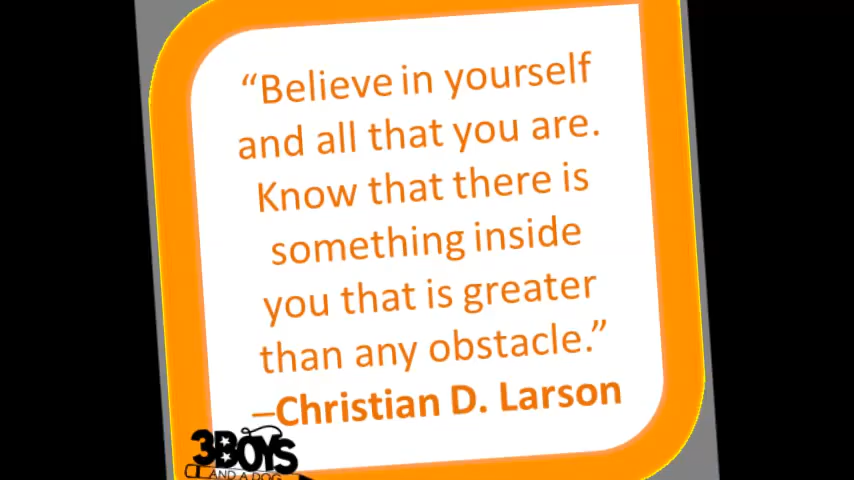 “Believe in yourself
and all that you are.
Know that there is
something inside
you that is greater
than any obstacle.”
–Christian D. Larson
3BOYS
AND A DOG